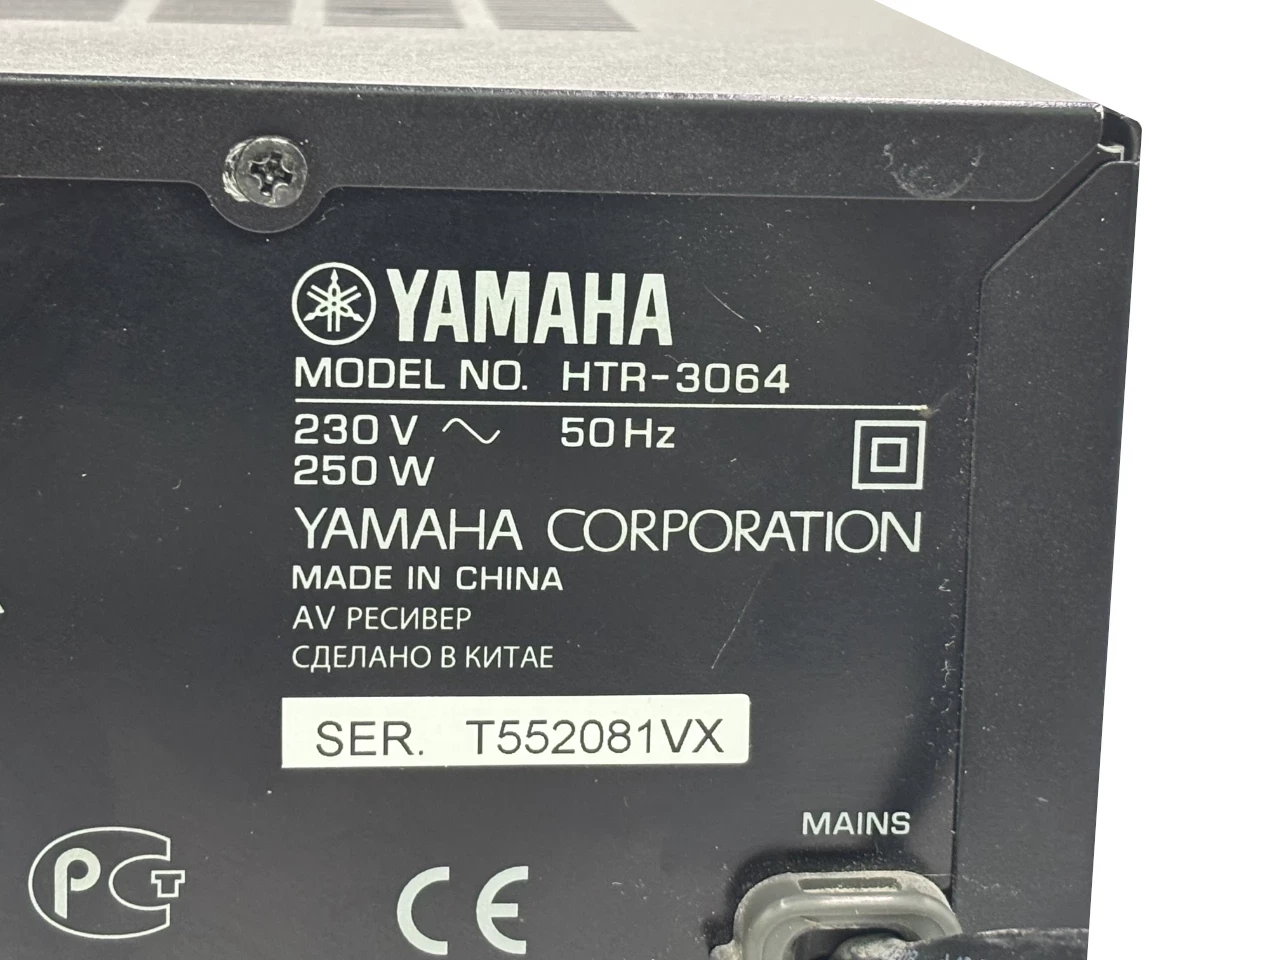 YAMAHA
MODEL NO. HTR-3064
230 V ~ 50 Hz
250 W
YAMAHA CORPORATION
MADE IN CHINA
AV РЕСИВЕР
СДЕЛАНО В КИТАЕ
SER. T552081VX
MAINS
РСТ
CE